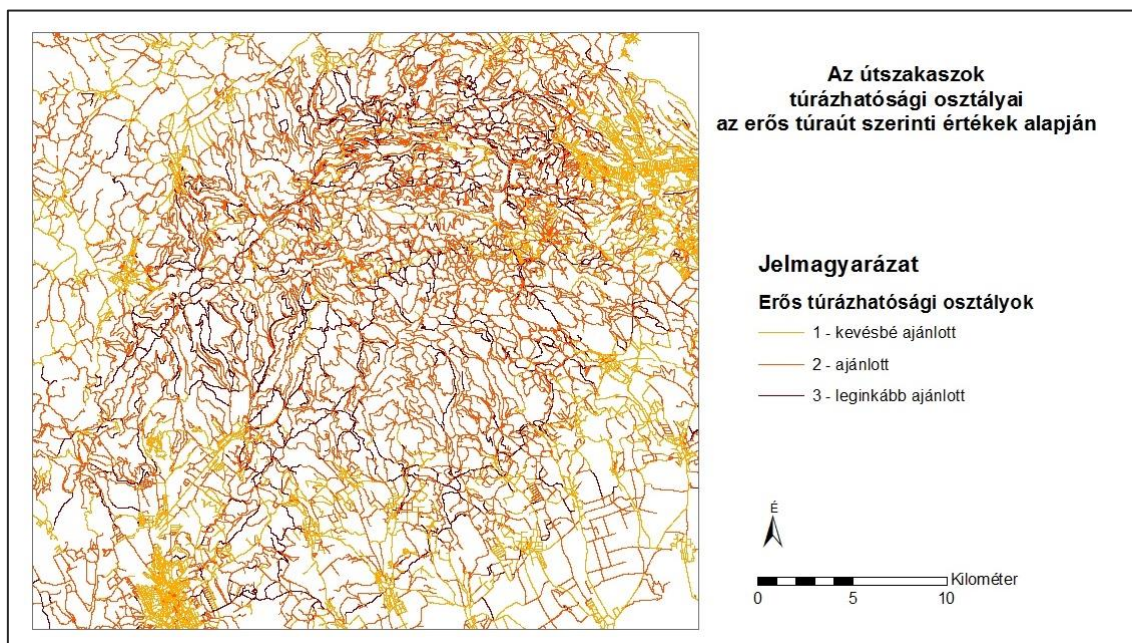 Az útszakaszok
túrázhatósági osztályai
az erős túraút szerinti értékek alapján
Jelmagyarázat
Erős túrázhatósági osztályok
1 - kevésbé ajánlott
2 - ajánlott
3 - leginkább ajánlott
É
Kilométer
0 5 10